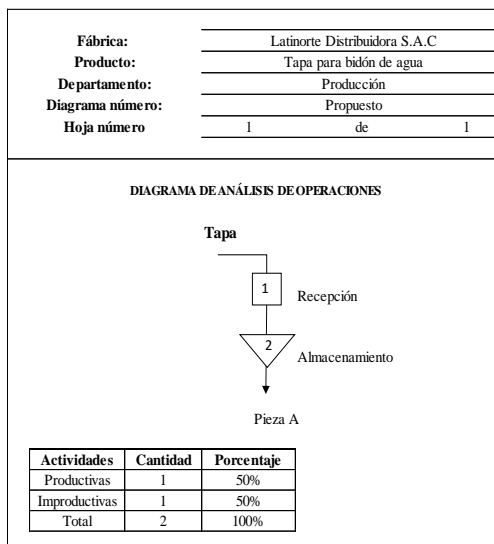 Fábrica: Latinorte Distribuidora S.A.C
Producto: Tapa para bidón de agua
Departamento: Producción
Diagrama número: Propuesto
Hoja número 1 de 1
DIAGRAMA DE ANÁLISIS DE OPERACIONES
Tapa
1 Recepción
2 Almacenamiento
Pieza A
Actividades Cantidad Porcentaje
Productivas 1 50%
Improductivas 1 50%
Total 2 100%